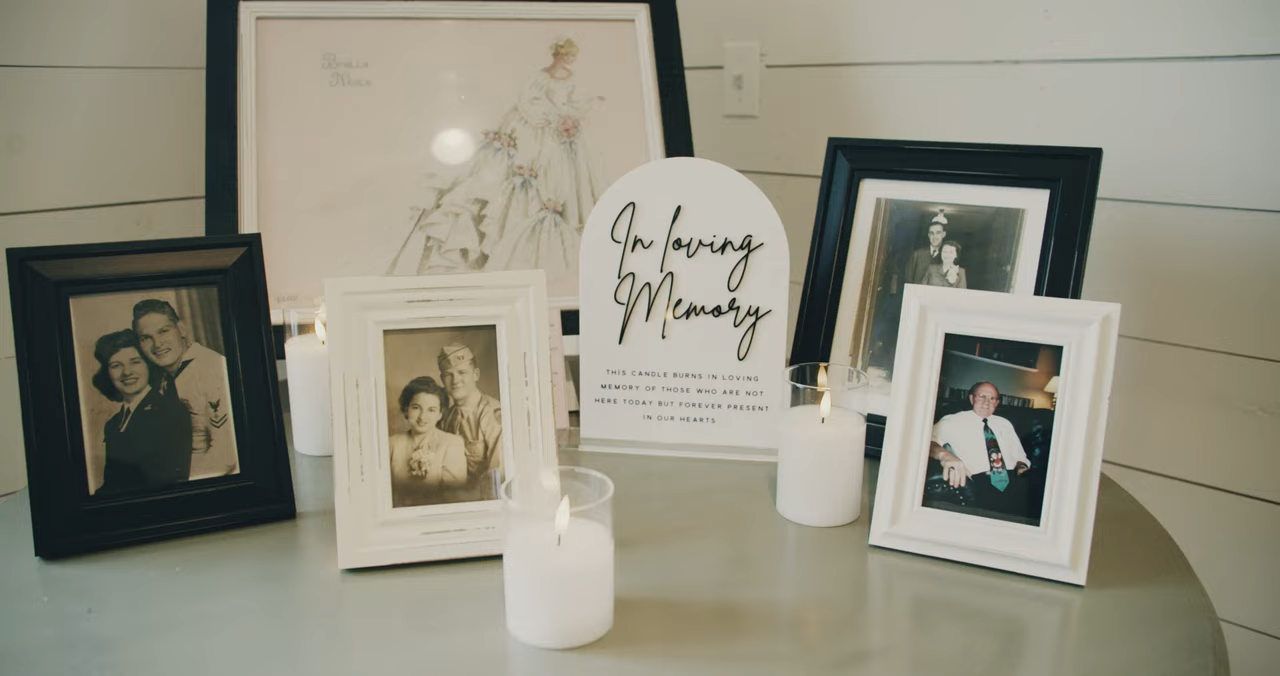 In loving
Memory
THIS CANDLE BURNS IN LOVING
MEMORY OF THOSE WHO ARE NOT
HERE TODAY BUT FOREVER PRESENT
IN OUR HEARTS